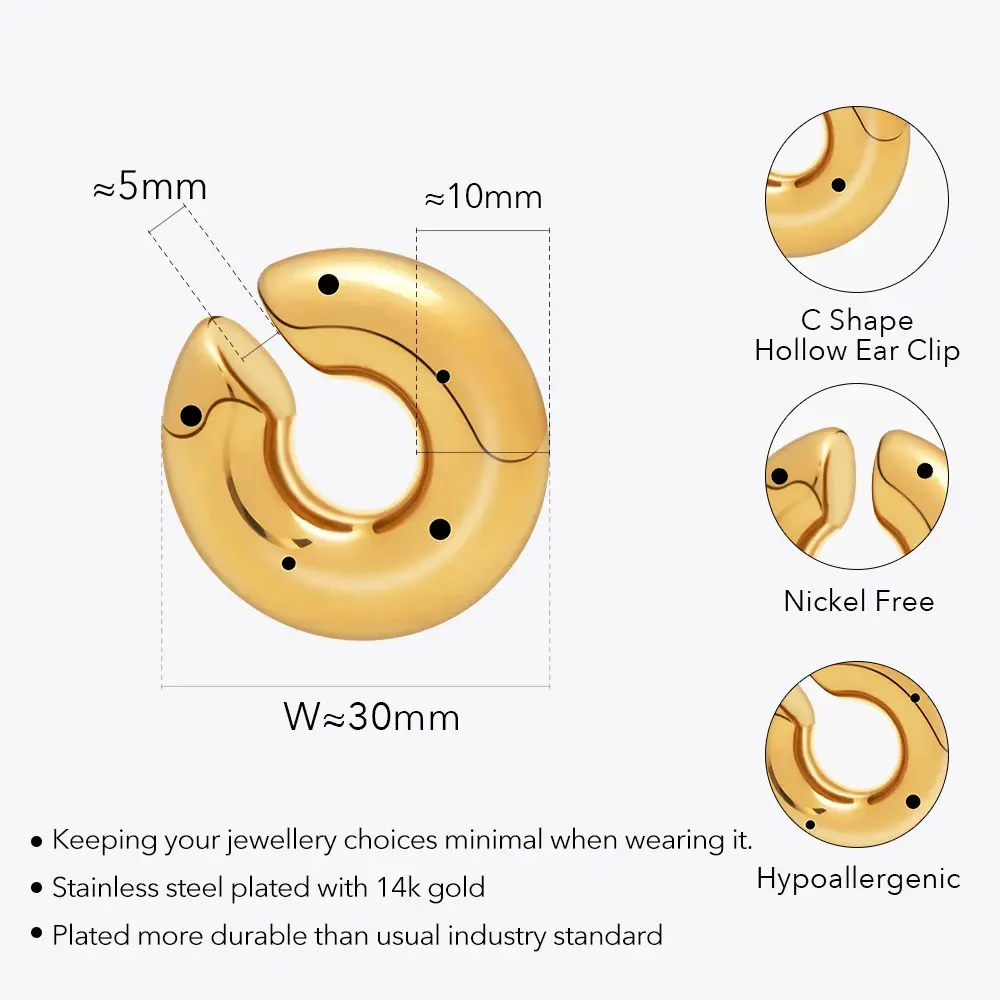 ≈5mm
≈10mm
W≈30mm
C Shape
Hollow Ear Clip
Nickel Free
Hypoallergenic
• Keeping your jewellery choices minimal when wearing it.
• Stainless steel plated with 14k gold
• Plated more durable than usual industry standard